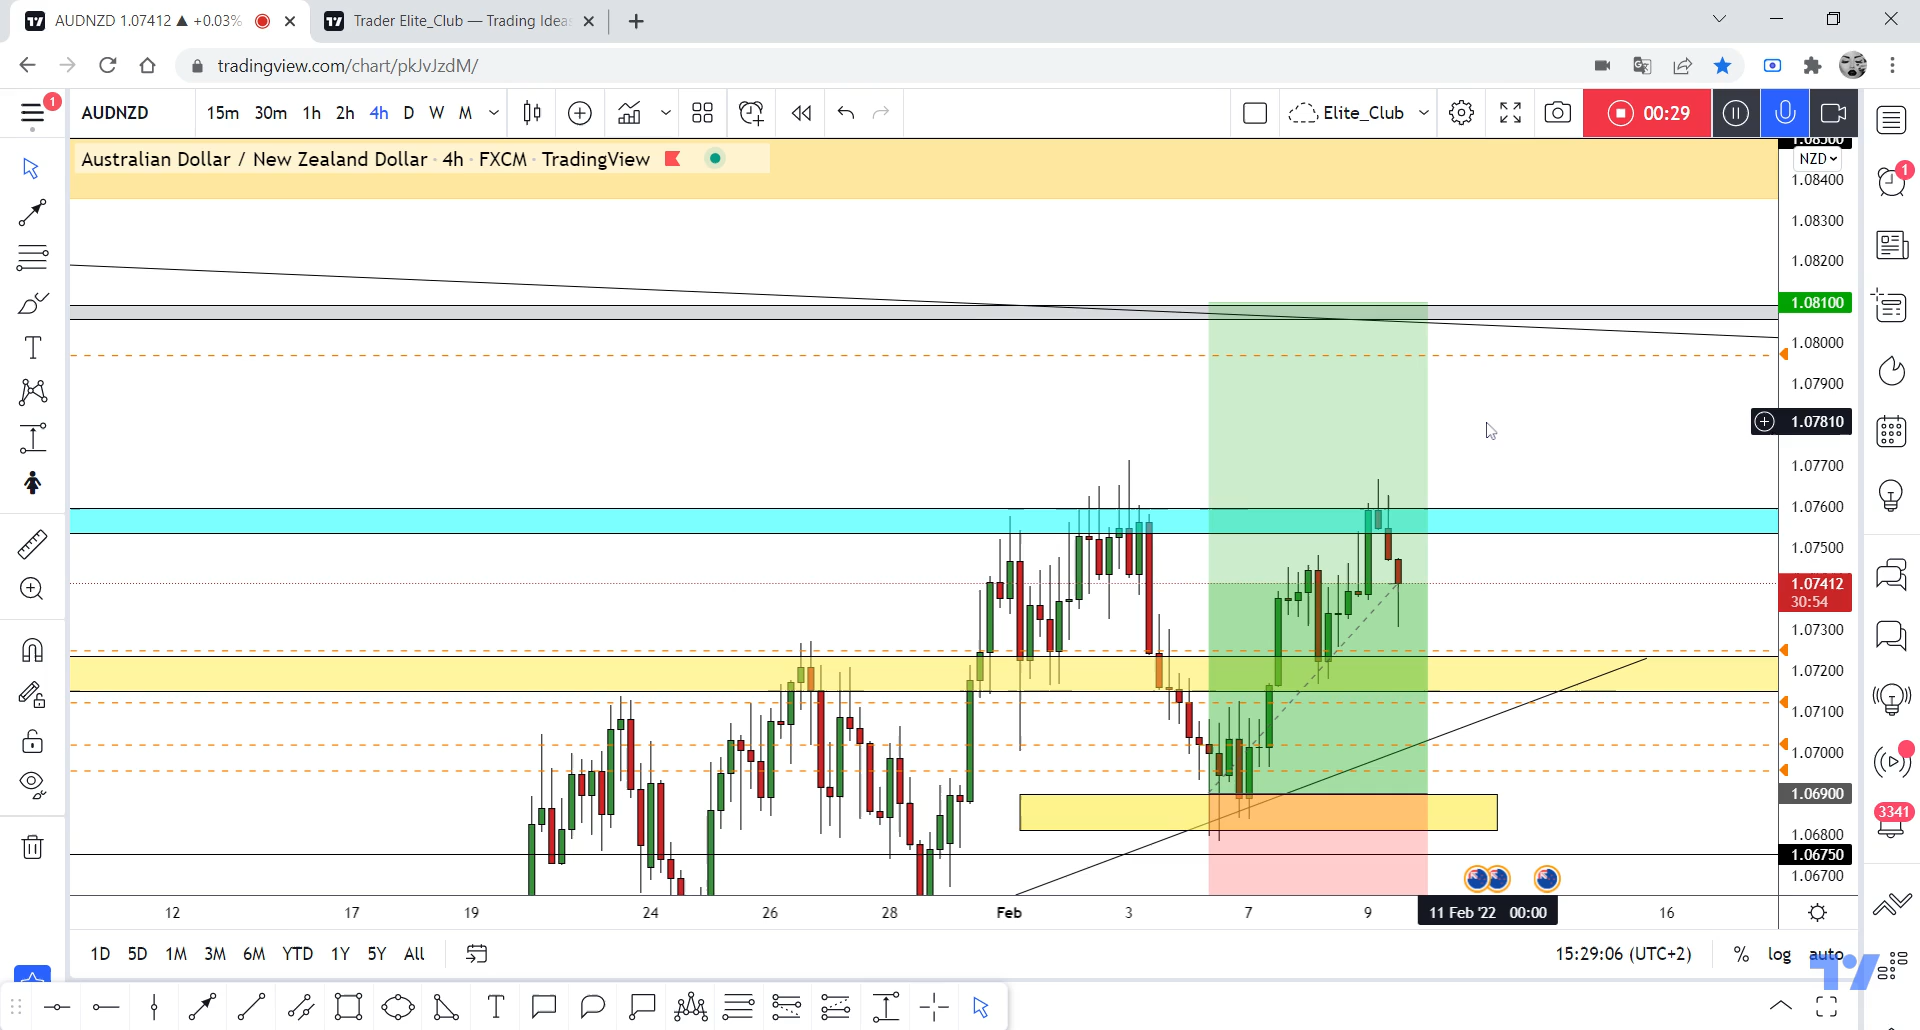 AUDNZD 1.07412 ▲ +0.03%
Trader Elite_Club — Trading Ideas
tradingview.com/chart/pkJvJzdM/
1
AUDNZD 15m 30m 1h 2h 4h D W M
Elite_Club
00:29
Australian Dollar / New Zealand Dollar · 4h · FXCM · TradingView
1.08500
NZD
1.08400
1
1.08300
1.08200
1.08100
1.08000
1.07900
1.07810
1.07700
1.07600
1.07500
1.07412
30:54
1.07300
1.07200
1.07100
1.07000
1.06900
1.06800
1.06750
1.06700
3341
12 17 19 24 26 28 Feb 3 7 9 11 Feb '22 00:00 16
1D 5D 1M 3M 6M YTD 1Y 5Y All
15:29:06 (UTC+2) % log auto
T
T